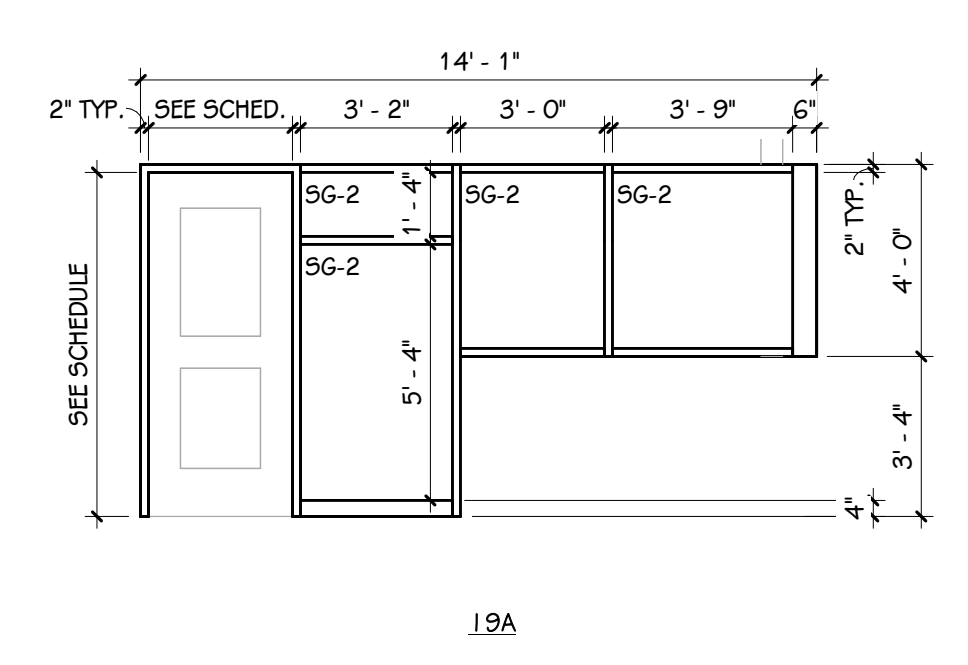 14' - 1"
2" TYP. SEE SCHED. 3' - 2" 3' - 0" 3' - 9" 6"
SG-2 1' - 4" SG-2 SG-2
2" TYP.
4' - 0"
SG-2
SEE SCHEDULE
5' - 4"
3' - 4"
4"
19A